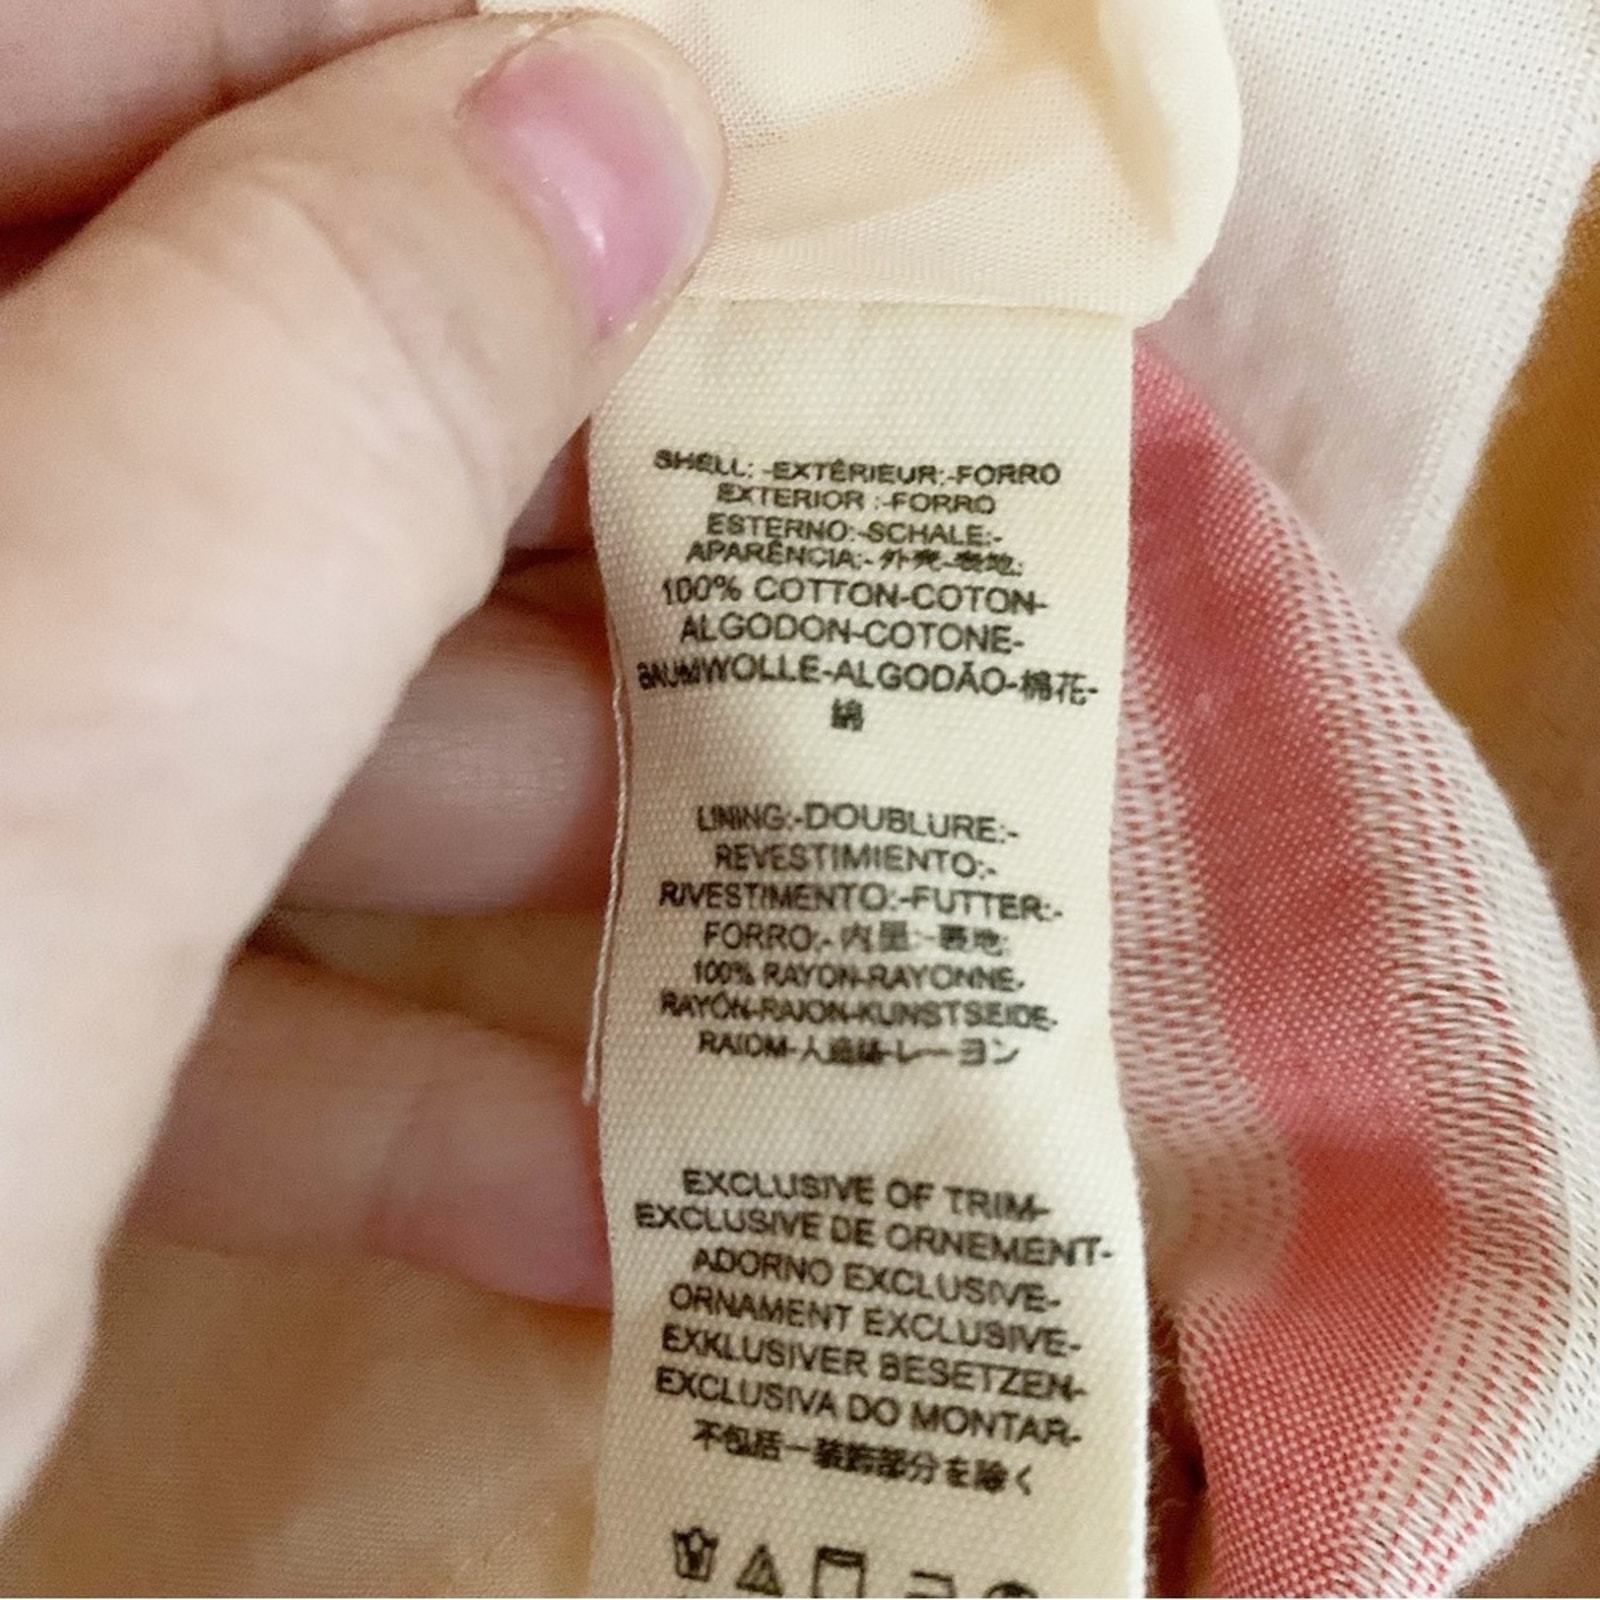 SHELL: -EXTÉRIEUR:-FORRO
EXTERIOR :-FORRO
ESTERNO:-SCHALE:-
APARÊNCIA:-外壳-表地:
100% COTTON-COTON-
ALGODON-COTONE-
BAUMWOLLE-ALGODÃO-棉花-
綿
LINING:-DOUBLURE:-
REVESTIMIENTO:-
RIVESTIMENTO:-FUTTER:-
FORRO:-内里:-裏地:
100% RAYON-RAYONNE-
RAYÓN-RAION-KUNSTSEIDE-
RAIOM-人造絲-レーヨン
EXCLUSIVE OF TRIM-
EXCLUSIVE DE ORNEMENT-
ADORNO EXCLUSIVE-
ORNAMENT EXCLUSIVE-
EXKLUSIVER BESETZEN-
EXCLUSIVA DO MONTAR-
不包括一装飾部分を除く